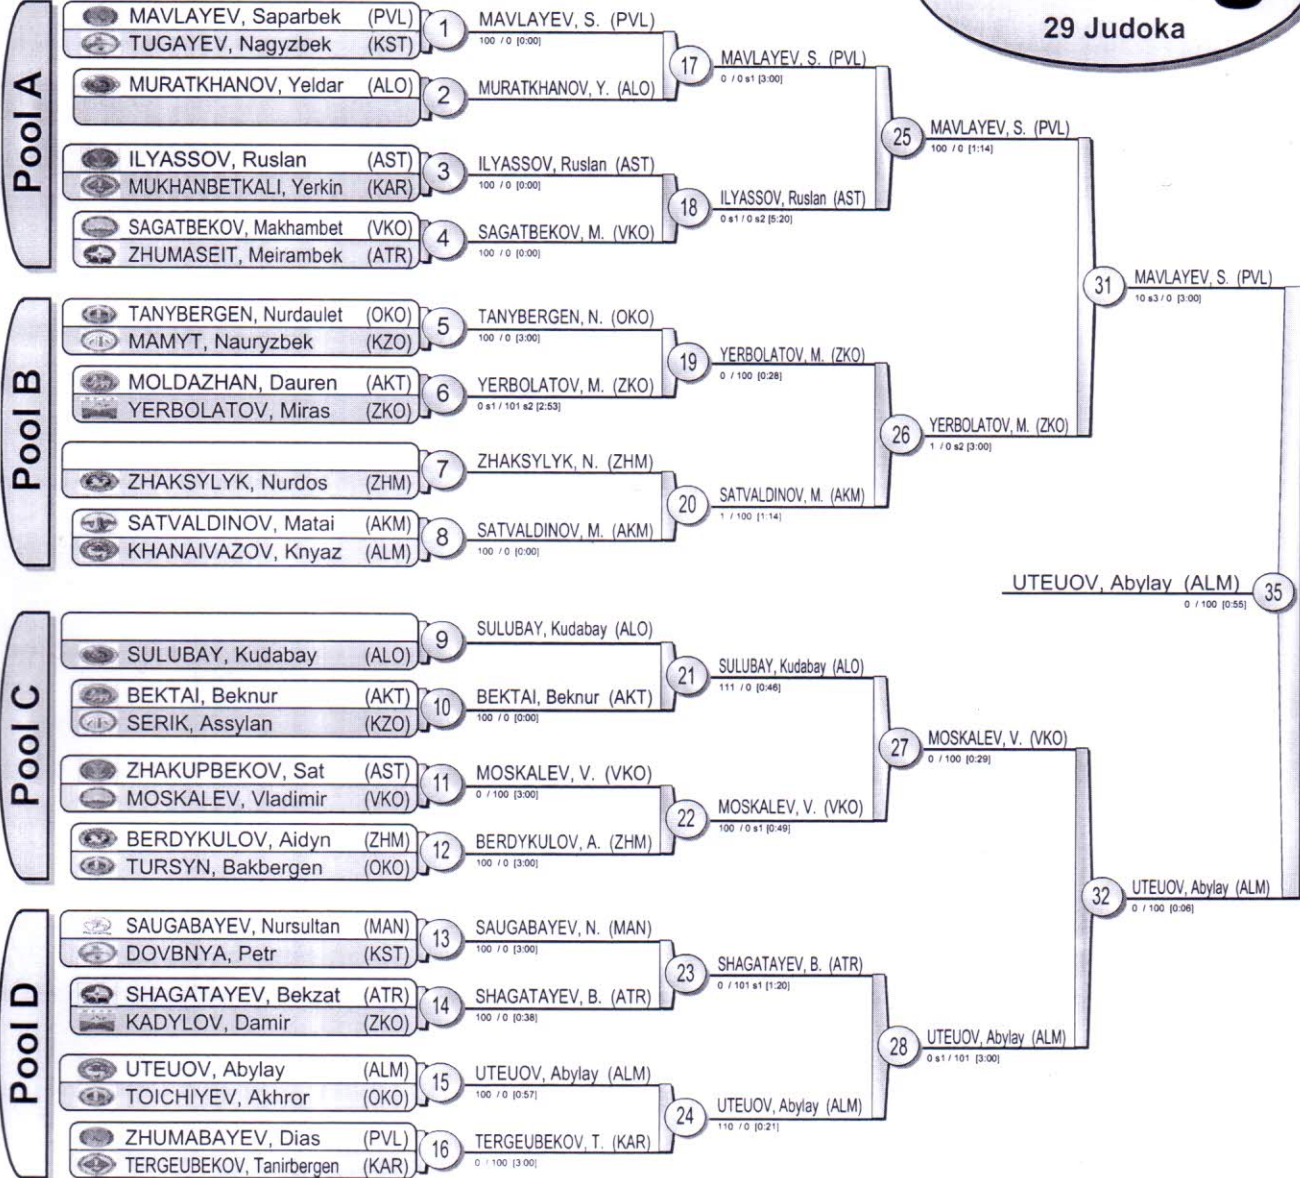 29 Judoka
Pool A
MAVLAYEV, Saparbek (PVL)
TUGAYEV, Nagyzbek (KST)
1
MAVLAYEV, S. (PVL)
100 / 0 [0:00]
MURATKHANOV, Yeldar (ALO)
2
MURATKHANOV, Y. (ALO)
17
MAVLAYEV, S. (PVL)
0 / 0 s1 [3:00]
ILYASSOV, Ruslan (AST)
MUKHANBETKALI, Yerkin (KAR)
3
ILYASSOV, Ruslan (AST)
100 / 0 [0:00]
SAGATBEKOV, Makhambet (VKO)
ZHUMASEIT, Meirambek (ATR)
4
SAGATBEKOV, M. (VKO)
100 / 0 [0:00]
18
ILYASSOV, Ruslan (AST)
0 s1 / 0 s2 [5:20]
25
MAVLAYEV, S. (PVL)
100 / 0 [1:14]
Pool B
TANYBERGEN, Nurdaulet (OKO)
MAMYT, Nauryzbek (KZO)
5
TANYBERGEN, N. (OKO)
100 / 0 [3:00]
MOLDAZHAN, Dauren (AKT)
YERBOLATOV, Miras (ZKO)
6
YERBOLATOV, M. (ZKO)
0 s1 / 101 s2 [2:53]
19
YERBOLATOV, M. (ZKO)
0 / 100 [0:28]
ZHAKSYLYK, Nurdos (ZHM)
7
ZHAKSYLYK, N. (ZHM)
SATVALDINOV, Matai (AKM)
KHANAIVAZOV, Knyaz (ALM)
8
SATVALDINOV, M. (AKM)
100 / 0 [0:00]
20
SATVALDINOV, M. (AKM)
1 / 100 [1:14]
26
YERBOLATOV, M. (ZKO)
1 / 0 s2 [3:00]
31
MAVLAYEV, S. (PVL)
10 s3 / 0 [3:00]
UTEUOV, Abylay (ALM)
0 / 100 [0:55]
35
Pool C
SULUBAY, Kudabay (ALO)
9
SULUBAY, Kudabay (ALO)
BEKTAI, Beknur (AKT)
SERIK, Assylan (KZO)
10
BEKTAI, Beknur (AKT)
100 / 0 [0:00]
21
SULUBAY, Kudabay (ALO)
111 / 0 [0:46]
ZHAKUPBEKOV, Sat (AST)
MOSKALEV, Vladimir (VKO)
11
MOSKALEV, V. (VKO)
0 / 100 [3:00]
BERDYKULOV, Aidyn (ZHM)
TURSYN, Bakbergen (OKO)
12
BERDYKULOV, A. (ZHM)
100 / 0 [3:00]
22
MOSKALEV, V. (VKO)
100 / 0 s1 [0:49]
27
MOSKALEV, V. (VKO)
0 / 100 [0:29]
Pool D
SAUGABAYEV, Nursultan (MAN)
DOVBNYA, Petr (KST)
13
SAUGABAYEV, N. (MAN)
100 / 0 [3:00]
SHAGATAYEV, Bekzat (ATR)
KADYLOV, Damir (ZKO)
14
SHAGATAYEV, B. (ATR)
100 / 0 [0:38]
23
SHAGATAYEV, B. (ATR)
0 / 101 s1 [1:20]
UTEUOV, Abylay (ALM)
TOICHIYEV, Akhror (OKO)
15
UTEUOV, Abylay (ALM)
100 / 0 [0:57]
ZHUMABAYEV, Dias (PVL)
TERGEUBEKOV, Tanirbergen (KAR)
16
TERGEUBEKOV, T. (KAR)
0 / 100 [3:00]
24
UTEUOV, Abylay (ALM)
110 / 0 [0:21]
28
UTEUOV, Abylay (ALM)
0 s1 / 101 [3:00]
32
UTEUOV, Abylay (ALM)
0 / 100 [0:06]